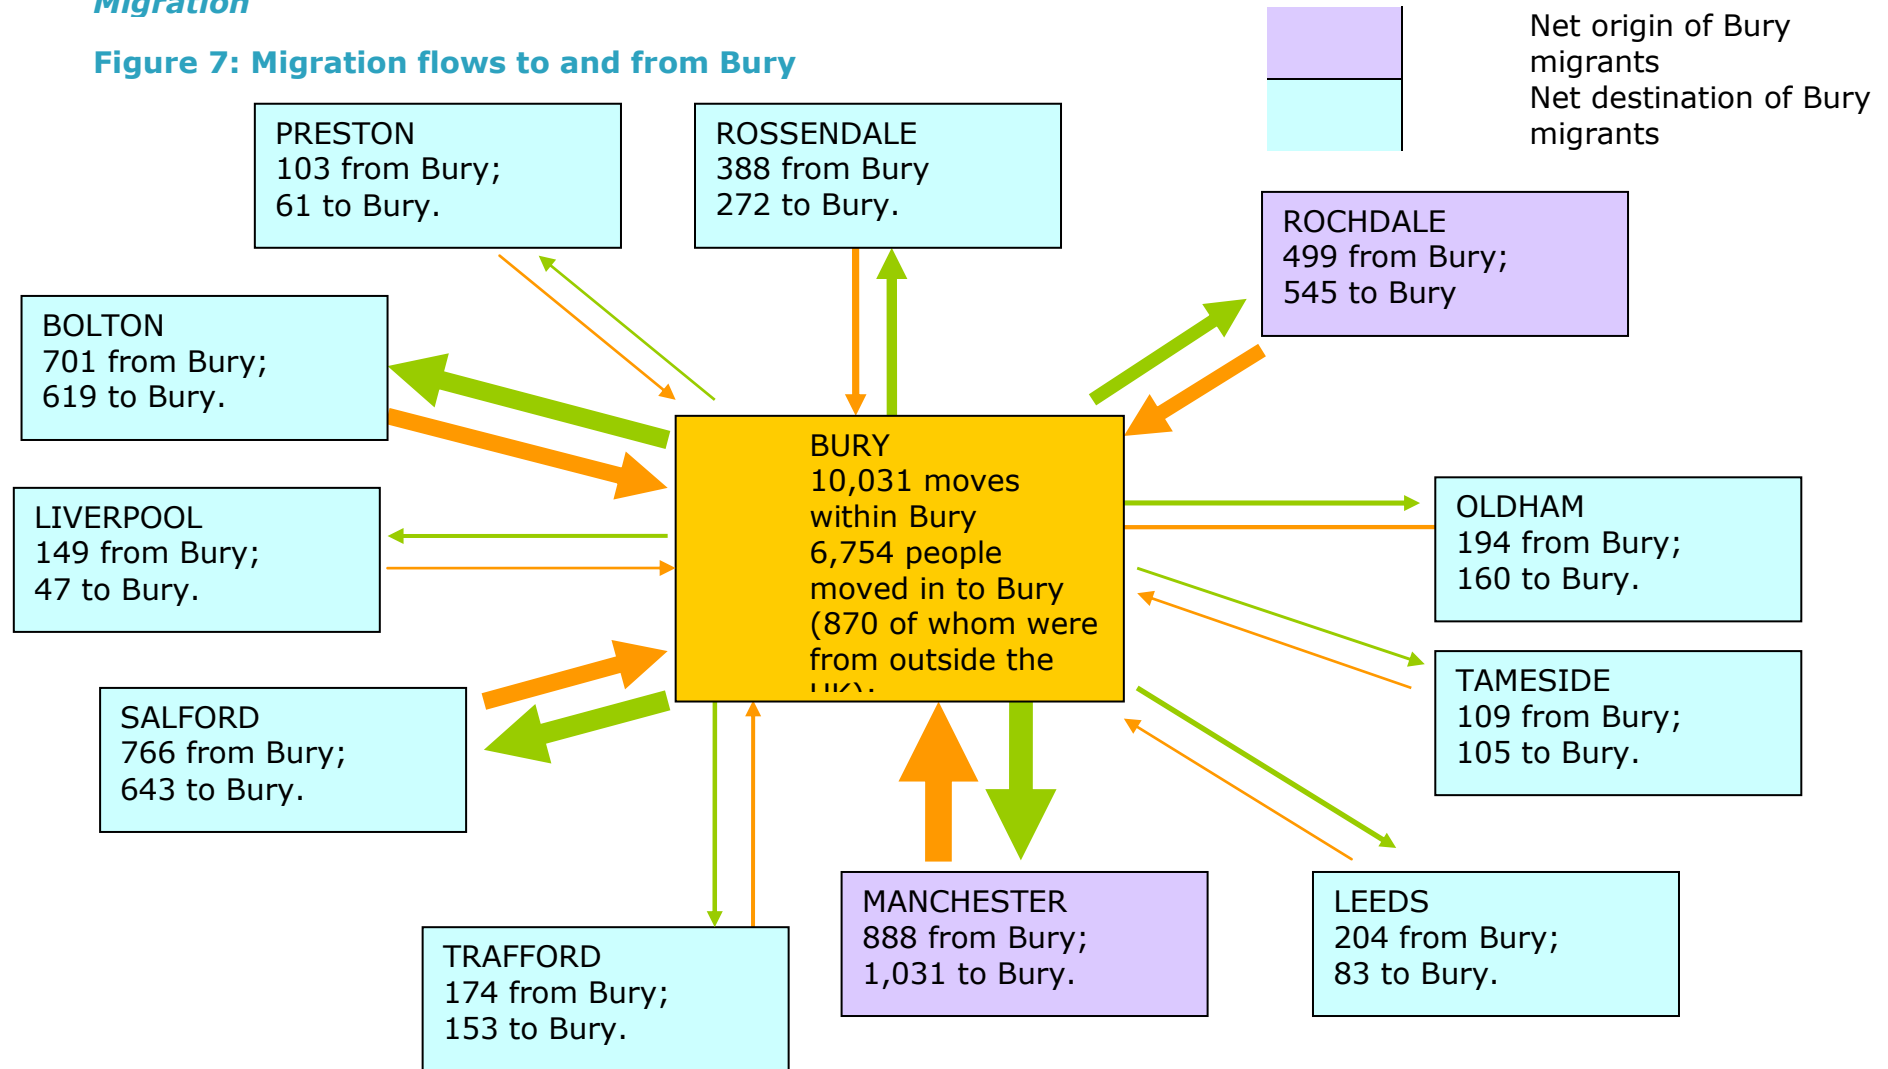 Migration
Figure 7: Migration flows to and from Bury
Net origin of Bury
migrants
Net destination of Bury
migrants
PRESTON
103 from Bury;
61 to Bury.
ROSSENDALE
388 from Bury
272 to Bury.
ROCHDALE
499 from Bury;
545 to Bury
BOLTON
701 from Bury;
619 to Bury.
BURY
10,031 moves
within Bury
6,754 people
moved in to Bury
(870 of whom were
from outside the
UK);
LIVERPOOL
149 from Bury;
47 to Bury.
OLDHAM
194 from Bury;
160 to Bury.
SALFORD
766 from Bury;
643 to Bury.
TAMESIDE
109 from Bury;
105 to Bury.
TRAFFORD
174 from Bury;
153 to Bury.
MANCHESTER
888 from Bury;
1,031 to Bury.
LEEDS
204 from Bury;
83 to Bury.